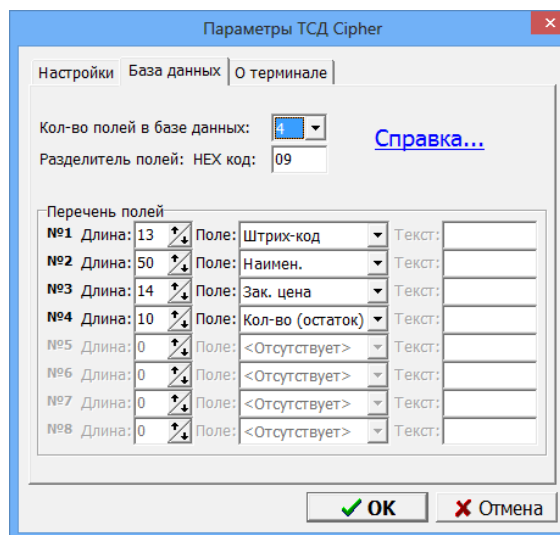 Параметры ТСД Cipher
Настройки База данных О терминале
Кол-во полей в базе данных: 4
Справка...
Разделитель полей: HEX код: 09
Перечень полей
№1 Длина: 13 Поле: Штрих-код Текст:
№2 Длина: 50 Поле: Наимен. Текст:
№3 Длина: 14 Поле: Зак. цена Текст:
№4 Длина: 10 Поле: Кол-во (остаток) Текст:
№5 Длина: 0 Поле: <Отсутствует> Текст:
№6 Длина: 0 Поле: <Отсутствует> Текст:
№7 Длина: 0 Поле: <Отсутствует> Текст:
№8 Длина: 0 Поле: <Отсутствует> Текст:
OK Отмена